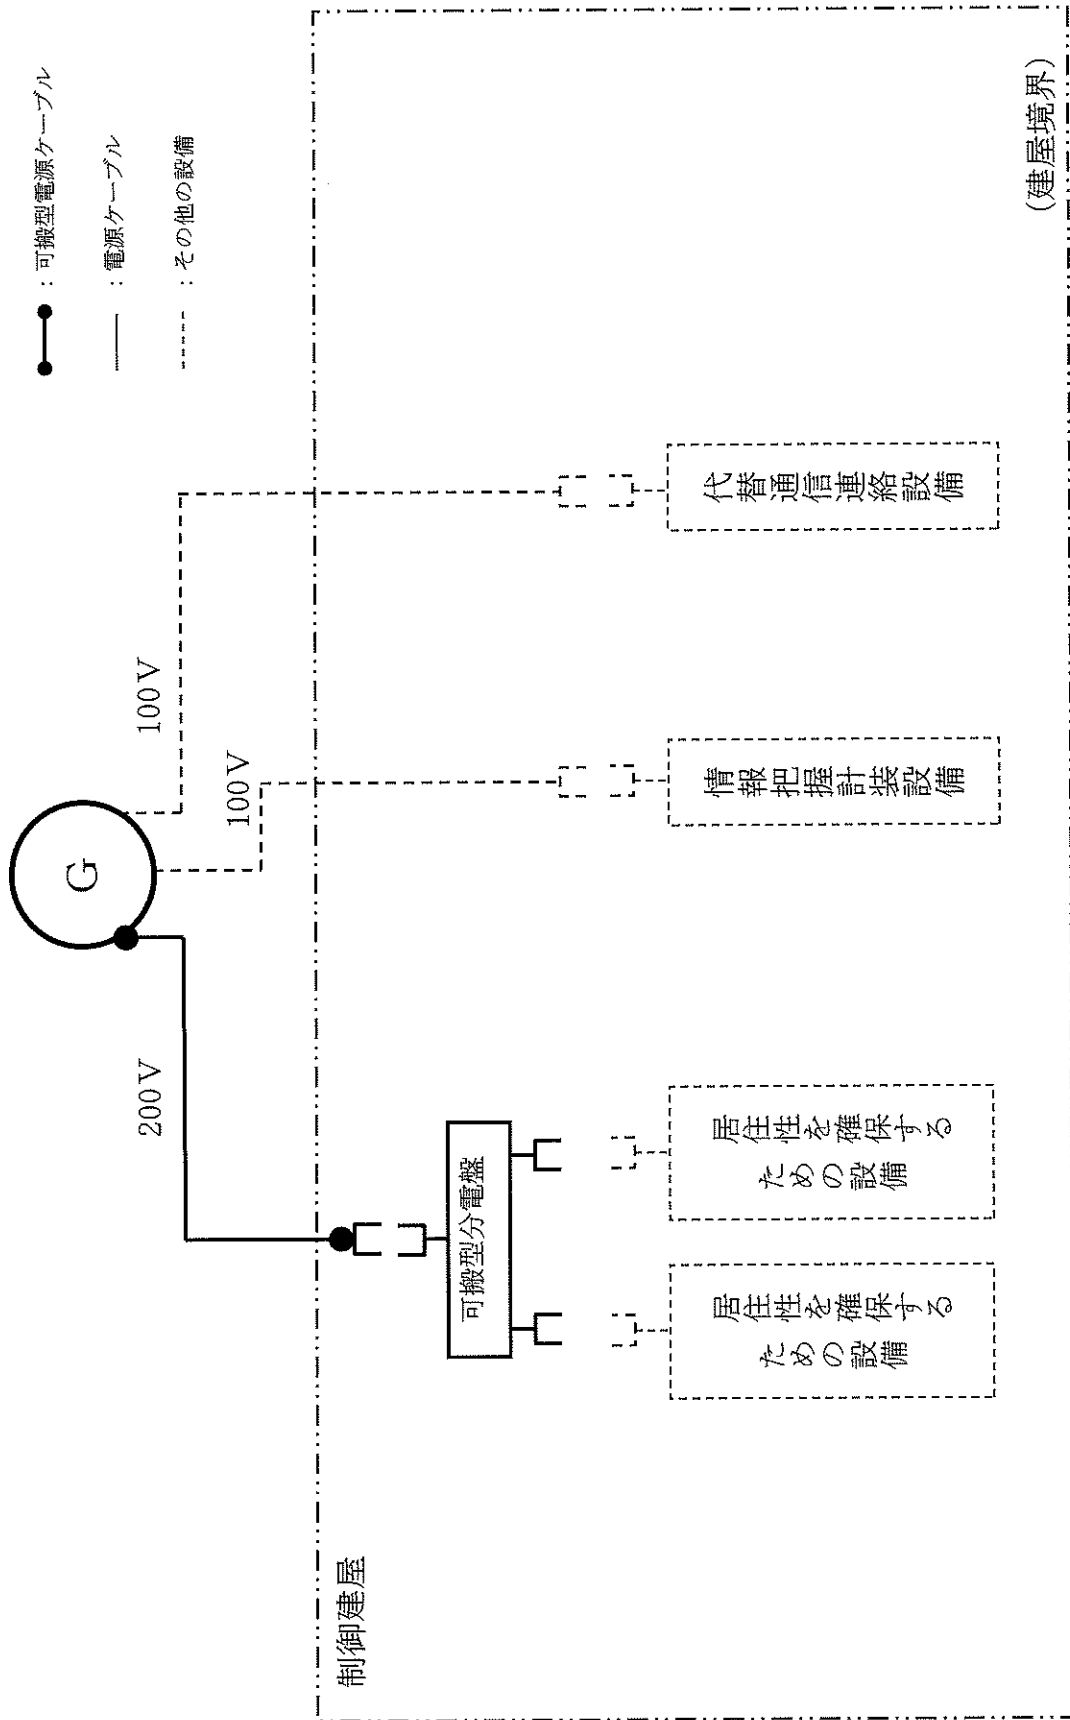 ：可搬型電源ケーブル
：電源ケーブル
：その他の設備
G
200V
100V
100V
制御建屋
可搬型分電盤
居住性を確保する
ための設備
居住性を確保する
ための設備
情報把握計装設備
代替通信連絡設備
(建屋境界)